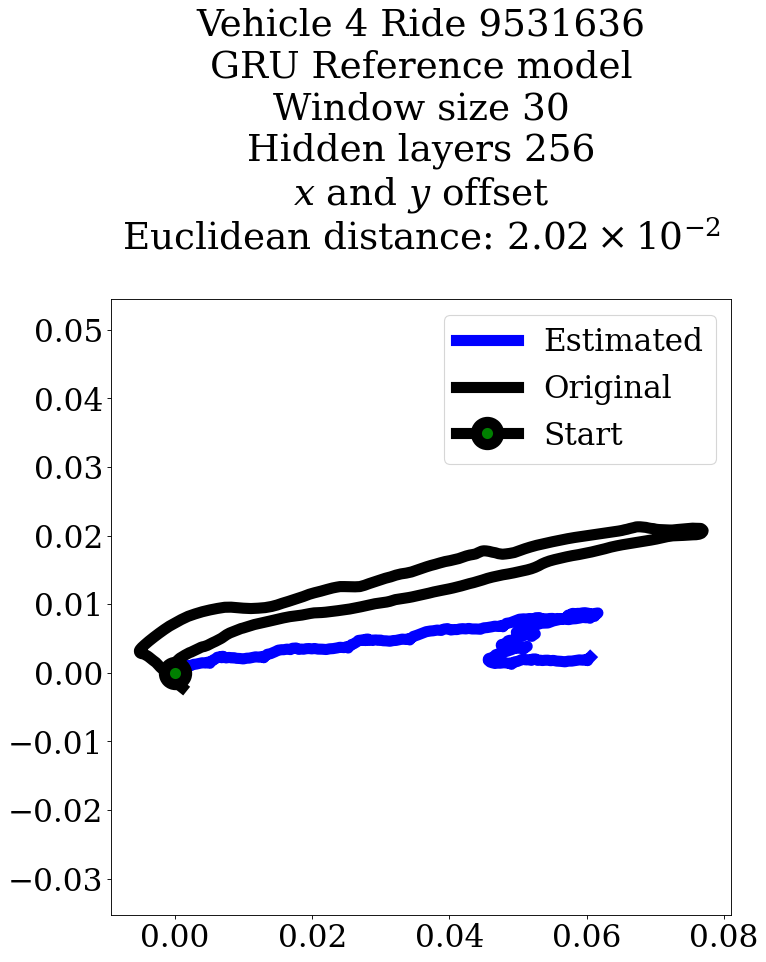 Vehicle 4 Ride 9531636
GRU Reference model
Window size 30
Hidden layers 256
x and y offset
Euclidean distance: 2.02 × 10⁻²
Estimated
Original
Start
0.05
0.04
0.03
0.02
0.01
0.00
−0.01
−0.02
−0.03
0.00 0.02 0.04 0.06 0.08